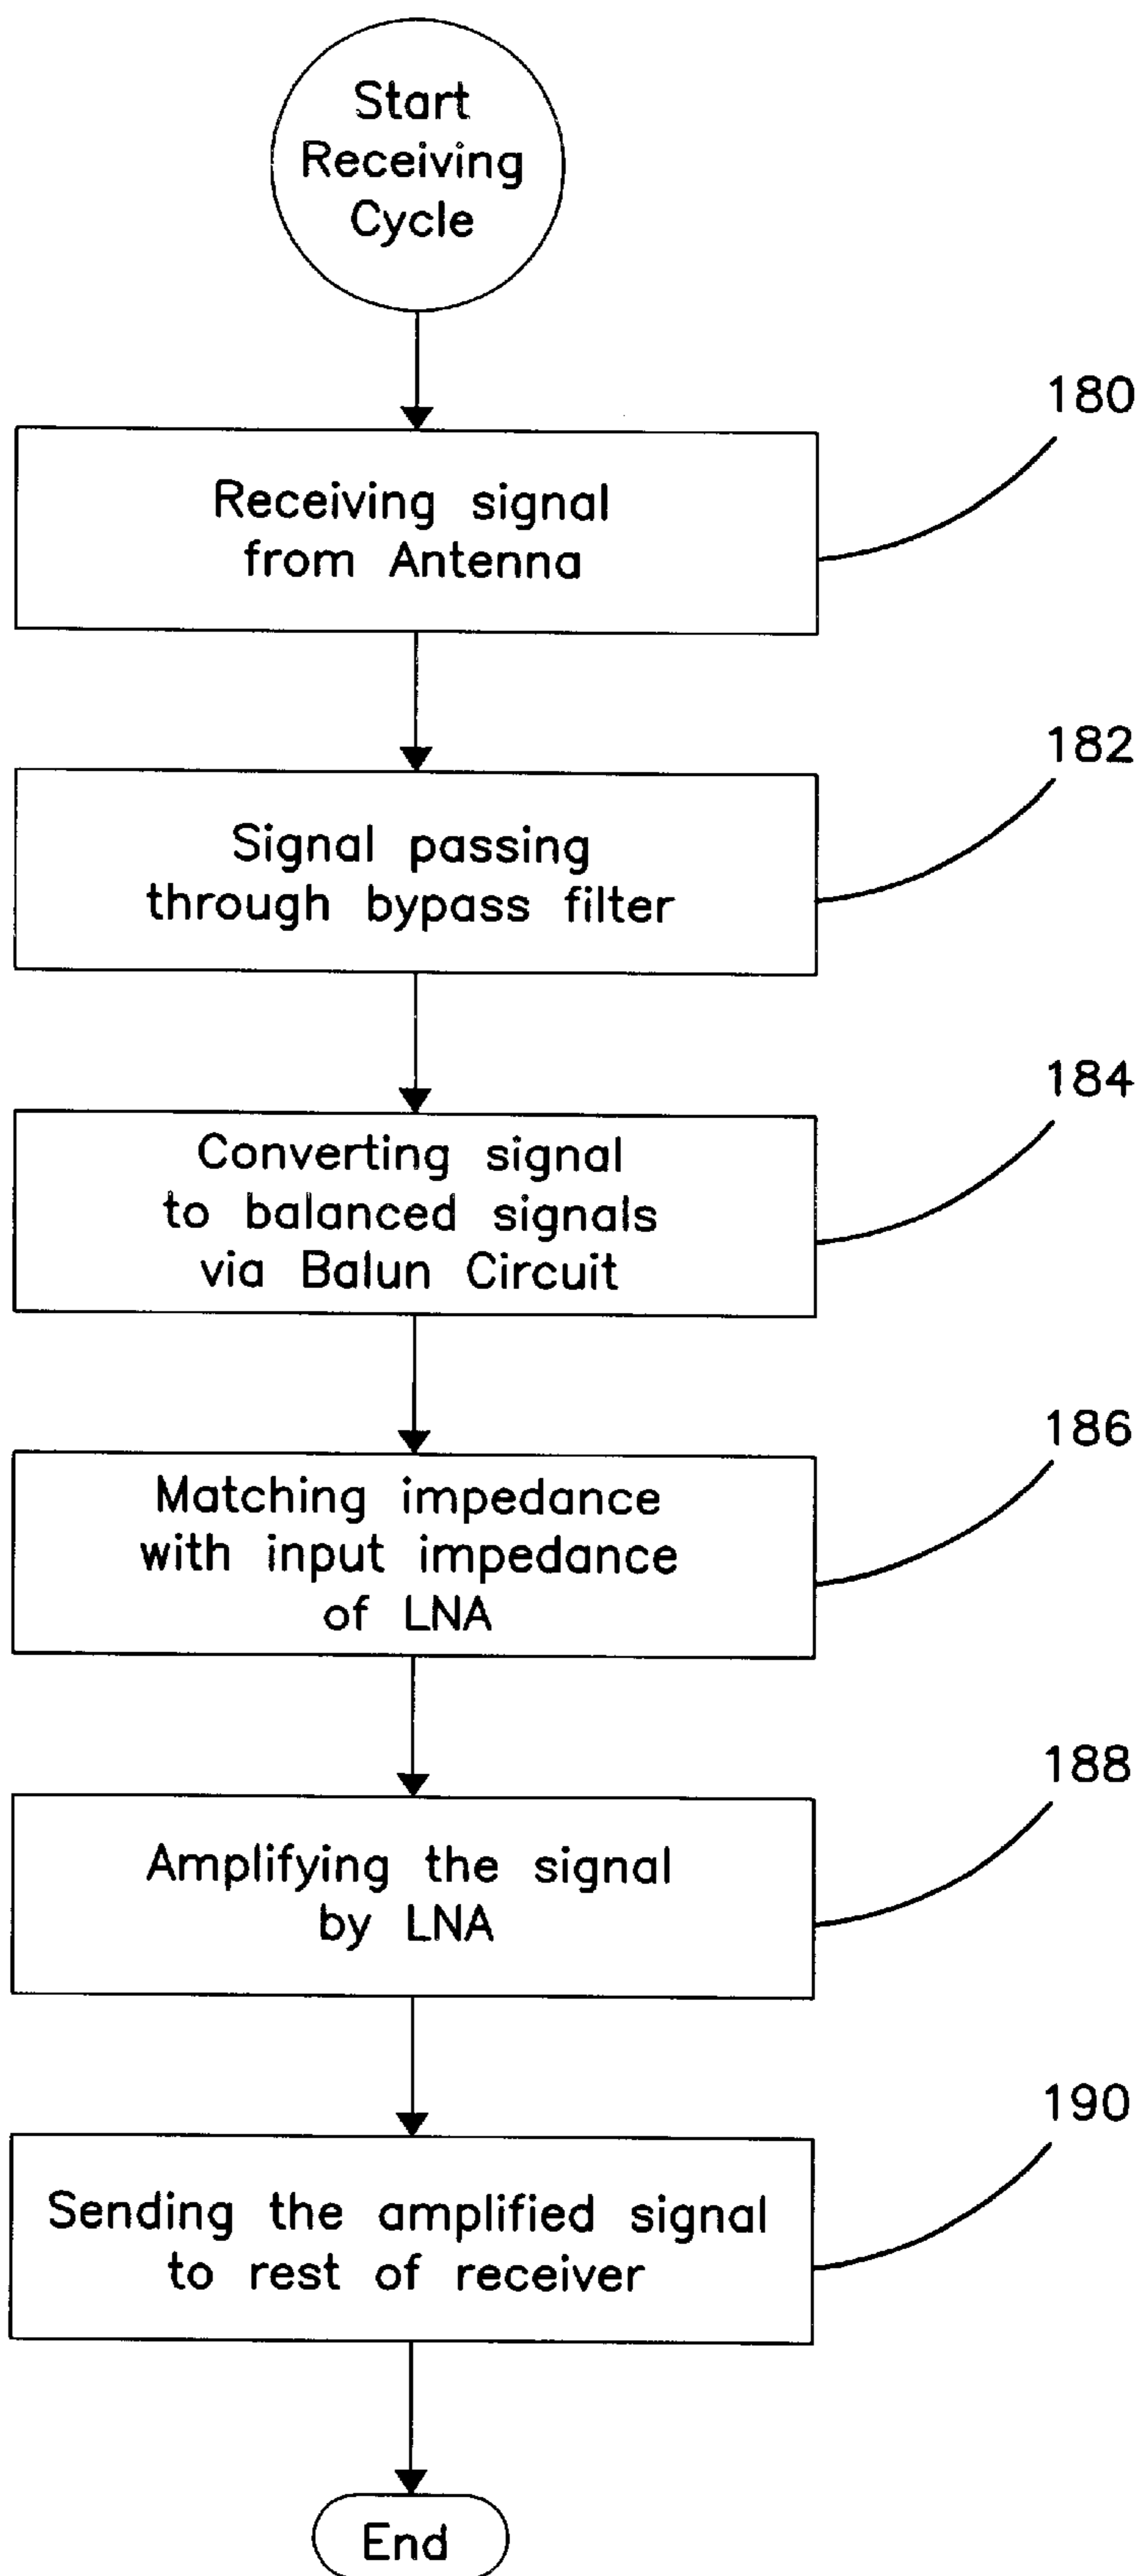 Start
Receiving
Cycle
180
Receiving signal
from Antenna
182
Signal passing
through bypass filter
184
Converting signal
to balanced signals
via Balun Circuit
186
Matching impedance
with input impedance
of LNA
188
Amplifying the signal
by LNA
190
Sending the amplified signal
to rest of receiver
End